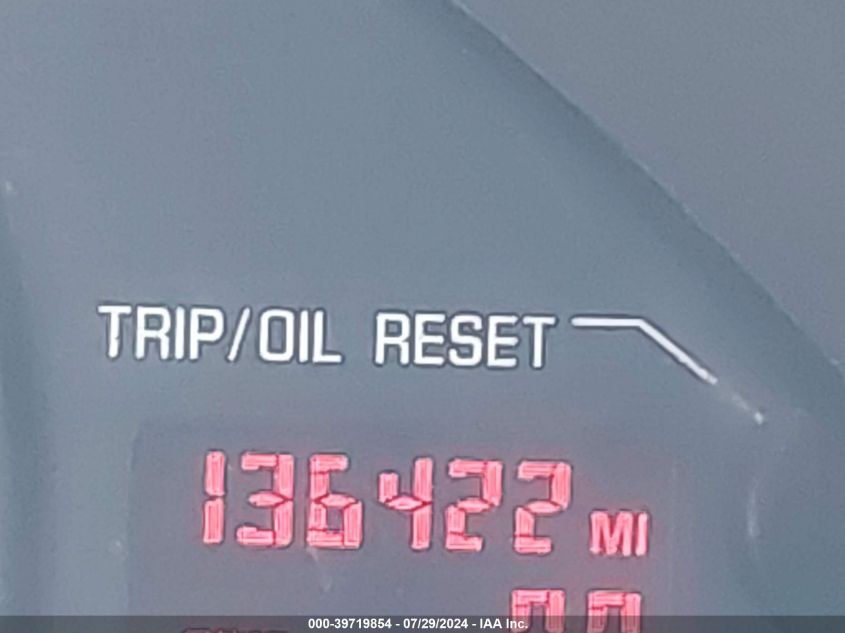 TRIP/OIL RESET
136422 MI
000-39719854 - 07/29/2024 - IAA Inc.